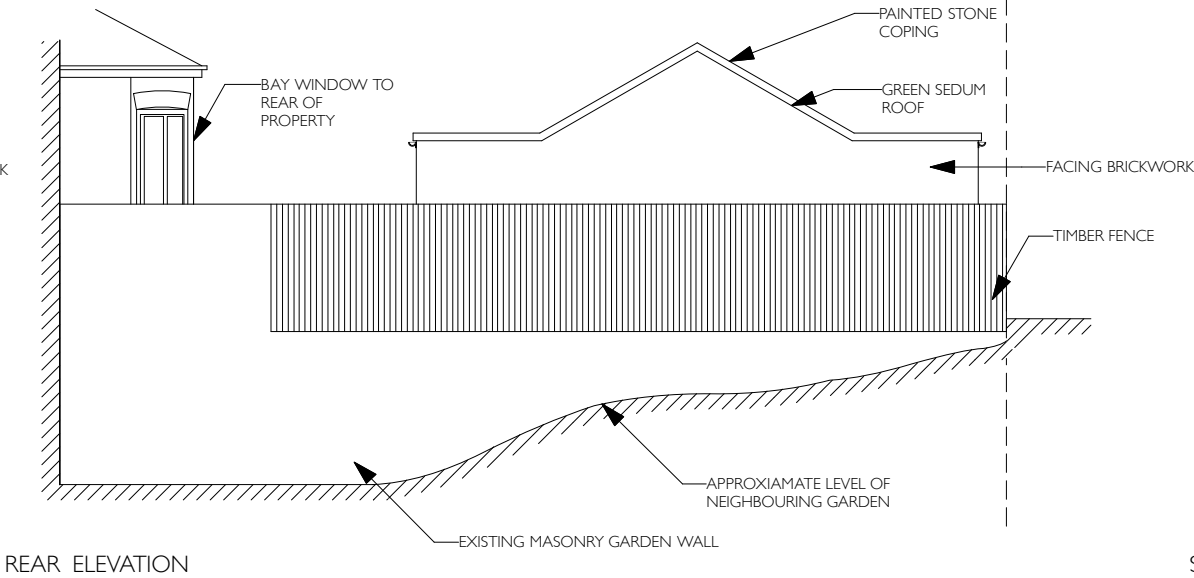 PAINTED STONE
COPING
BAY WINDOW TO
REAR OF
PROPERTY
GREEN SEDUM
ROOF
K
FACING BRICKWORK
TIMBER FENCE
APPROXIAMATE LEVEL OF
NEIGHBOURING GARDEN
EXISTING MASONRY GARDEN WALL
REAR ELEVATION
S